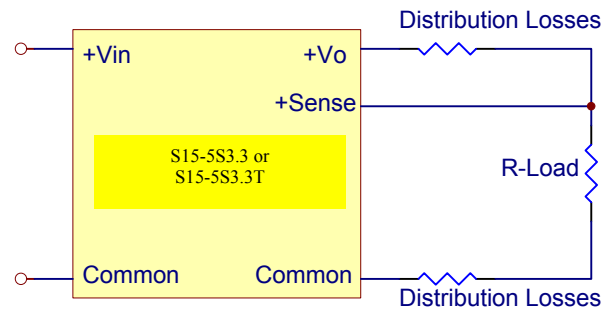 Distribution Losses
+Vin
+Vo
+Sense
S15-5S3.3 or
S15-5S3.3T
R-Load
Common
Common
Distribution Losses